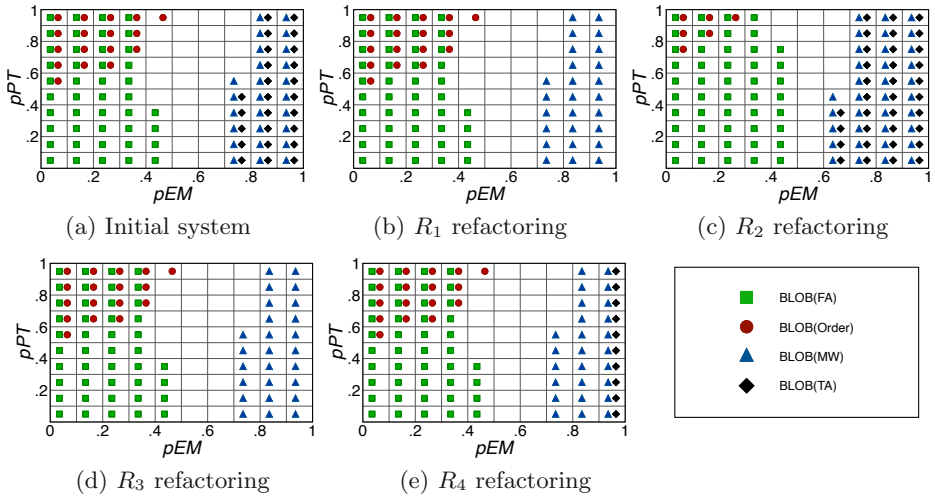 1
.8
.6
.4
.2
pPT
0 .2 .4 .6 .8 1
pEM
(a) Initial system
1
.8
.6
.4
.2
pPT
0 .2 .4 .6 .8 1
pEM
(b) R1 refactoring
1
.8
.6
.4
.2
pPT
0 .2 .4 .6 .8 1
pEM
(c) R2 refactoring
1
.8
.6
.4
.2
pPT
0 .2 .4 .6 .8 1
pEM
(d) R3 refactoring
1
.8
.6
.4
.2
pPT
0 .2 .4 .6 .8 1
pEM
(e) R4 refactoring
BLOB(FA)
BLOB(Order)
BLOB(MW)
BLOB(TA)